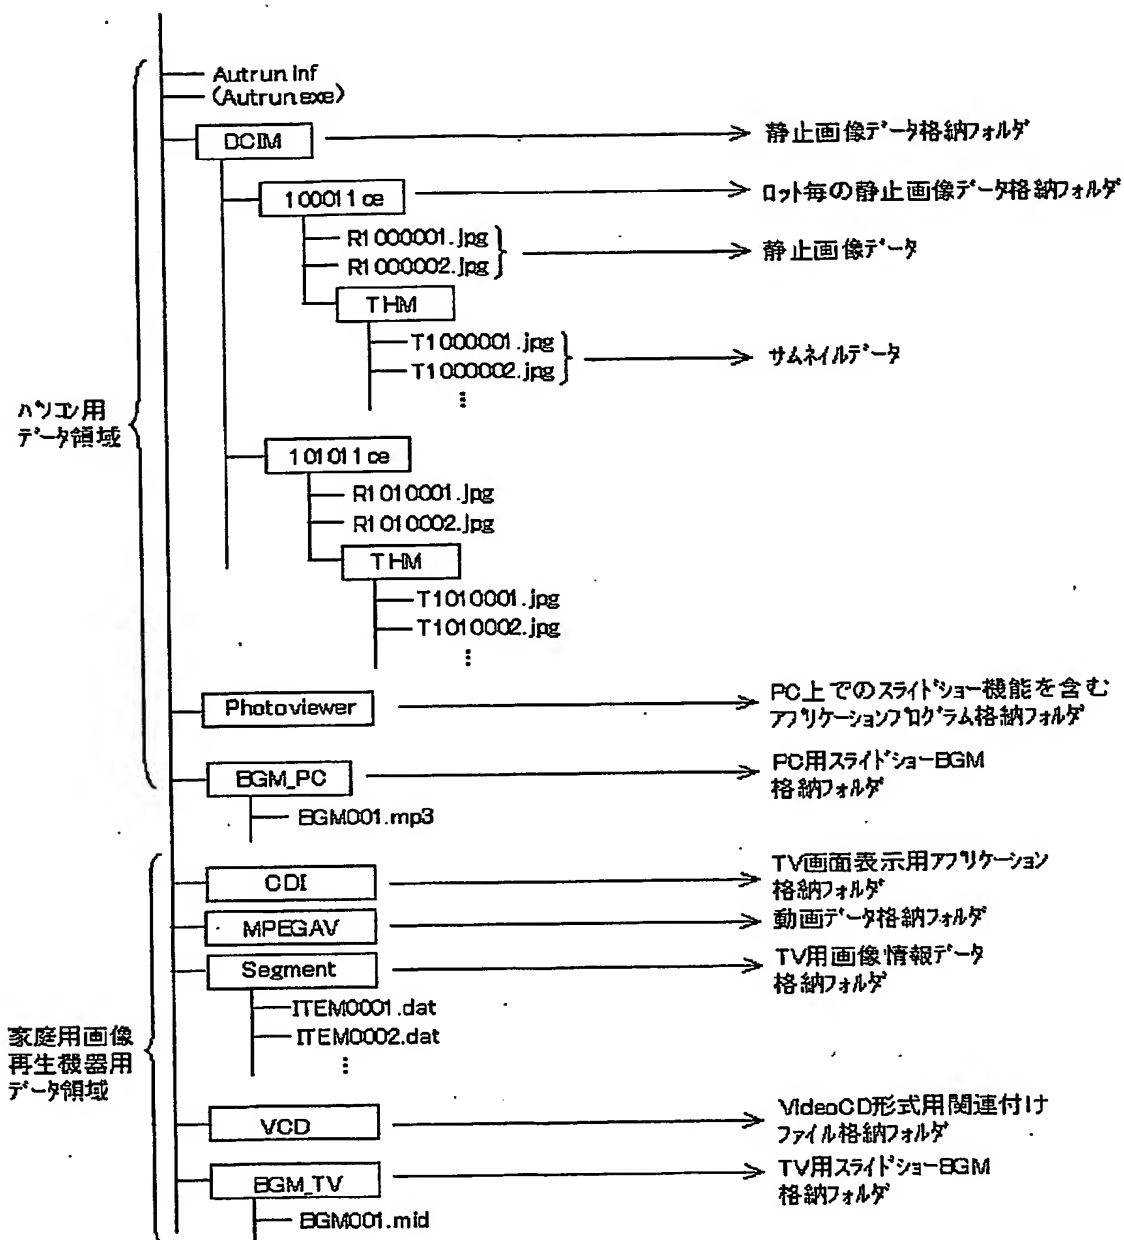 Autrun Inf
(Autrun exe)
DCIM
静止画像データ格納フォルダ
100011ce
ロット毎の静止画像データ格納フォルダ
R1000001.jpg
R1000002.jpg
静止画像データ
THM
T1000001.jpg
T1000002.jpg
サムネイルデータ
パソコン用
データ領域
101011ce
R1010001.jpg
R1010002.jpg
THM
T1010001.jpg
T1010002.jpg
Photoviewer
PC上でのスライドショー機能を含む
アプリケーションプログラム格納フォルダ
BGM_PC
PC用スライドショーBGM
格納フォルダ
BGM001.mp3
CDI
TV画面表示用アプリケーション
格納フォルダ
MPEGAV
動画データ格納フォルダ
Segment
TV用画像情報データ
格納フォルダ
ITEM0001.dat
ITEM0002.dat
家庭用画像
再生機器用
データ領域
VCD
VideoCD形式用関連付け
ファイル格納フォルダ
BGM_TV
TV用スライドショーBGM
格納フォルダ
BGM001.mid